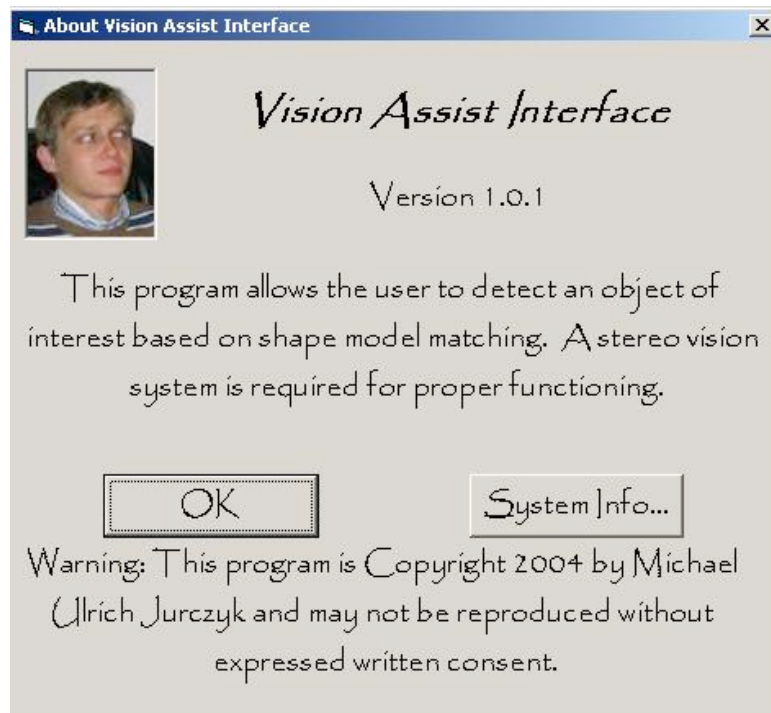 About Vision Assist Interface
Vision Assist Interface
Version 1.0.1
This program allows the user to detect an object of
interest based on shape model matching. A stereo vision
system is required for proper functioning.
OK
System Info...
Warning: This program is Copyright 2004 by Michael
Ulrich Jurczyk and may not be reproduced without
expressed written consent.